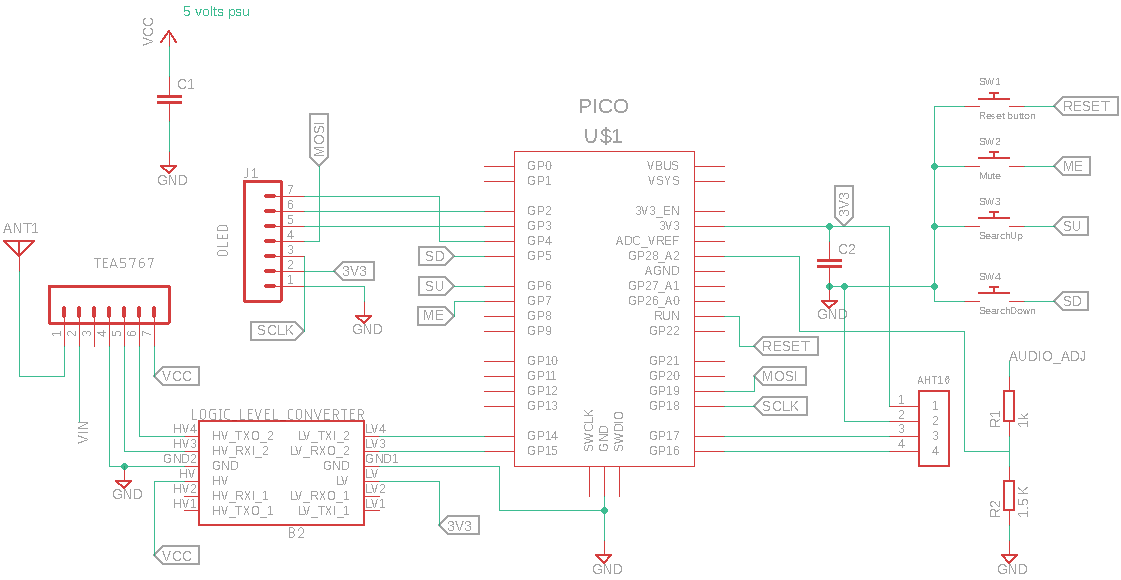 5 volts psu
VCC
C1
GND
ANT1
TEA5767
1
2
3
4
5
6
7
VIN
VCC
GND
J1
OLED
7
6
5
4
3
2
1
MOSI
3V3
SCLK
GND
LOGIC LEVEL CONVERTER
HV4
HV3
GND2
HV
HV2
HV1
HV_TXO_2
HV_RXI_2
GND
HV
HV_RXI_1
HV_TXO_1
LV_TXI_2
LV_RXO_2
GND
LV
LV_RXO_1
LV_TXI_1
LV4
LV3
GND1
LV
LV2
LV1
B2
VCC
3V3
PICO
U$1
GP0
GP1
GP2
GP3
GP4
GP5
GP6
GP7
GP8
GP9
GP10
GP11
GP12
GP13
GP14
GP15
VBUS
VSYS
3V3_EN
3V3
ADC_VREF
GP28_A2
AGND
GP27_A1
GP26_A0
RUN
GP22
GP21
GP20
GP19
GP18
GP17
GP16
SWCLK
GND
SWDIO
SD
SU
ME
GND
RESET
MOSI
SCLK
3V3
C2
GND
SW1
Reset button
RESET
SW2
Mute
ME
SW3
SearchUp
SU
SW4
SearchDown
SD
AHT16
1
2
3
4
1
2
3
4
AUDIO_ADJ
R1
1k
R2
1.5 K
GND